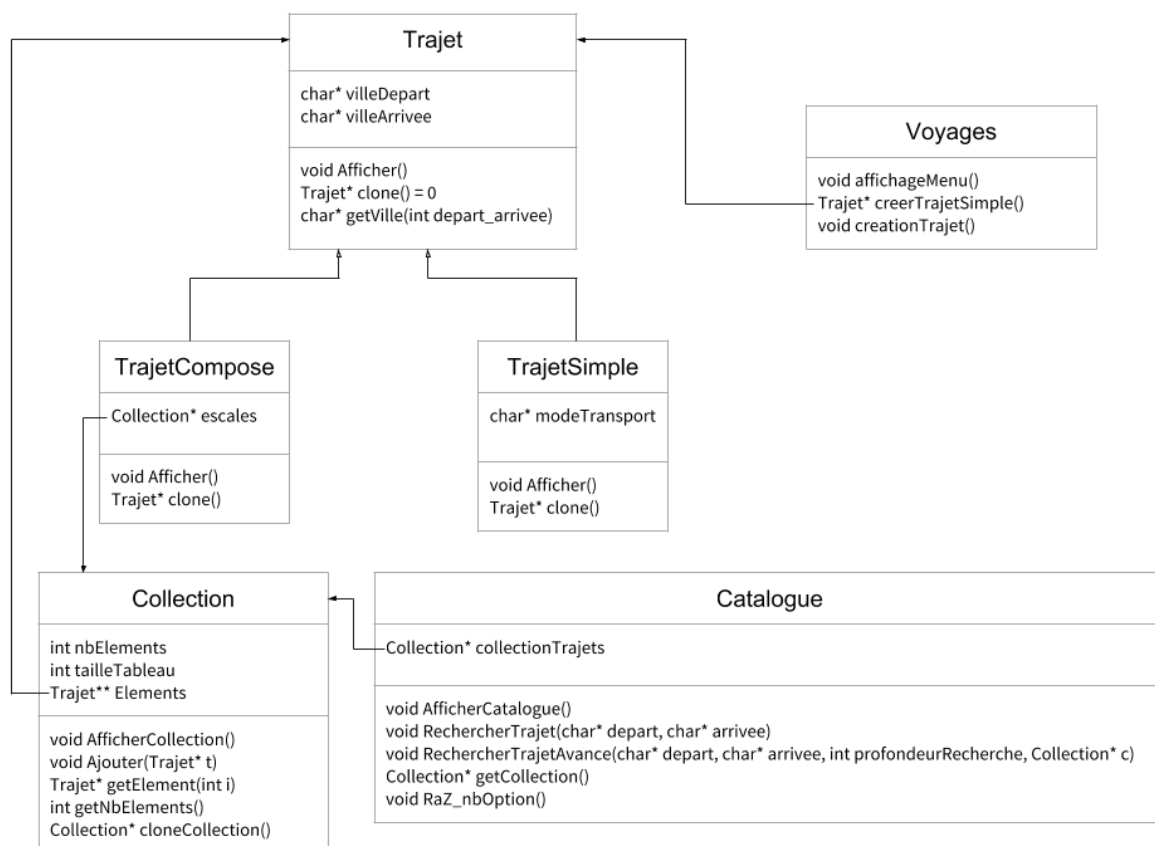 Trajet
char* villeDepart
char* villeArrivee
void Afficher()
Trajet* clone() = 0
char* getVille(int depart_arrivee)
Voyages
void affichageMenu()
Trajet* creerTrajetSimple()
void creationTrajet()
TrajetCompose
Collection* escales
void Afficher()
Trajet* clone()
TrajetSimple
char* modeTransport
void Afficher()
Trajet* clone()
Collection
int nbElements
int tailleTableau
Trajet** Elements
void AfficherCollection()
void Ajouter(Trajet* t)
Trajet* getElement(int i)
int getNbElements()
Collection* cloneCollection()
Catalogue
Collection* collectionTrajets
void AfficherCatalogue()
void RechercherTrajet(char* depart, char* arrivee)
void RechercherTrajetAvance(char* depart, char* arrivee, int profondeurRecherche, Collection* c)
Collection* getCollection()
void RaZ_nbOption()